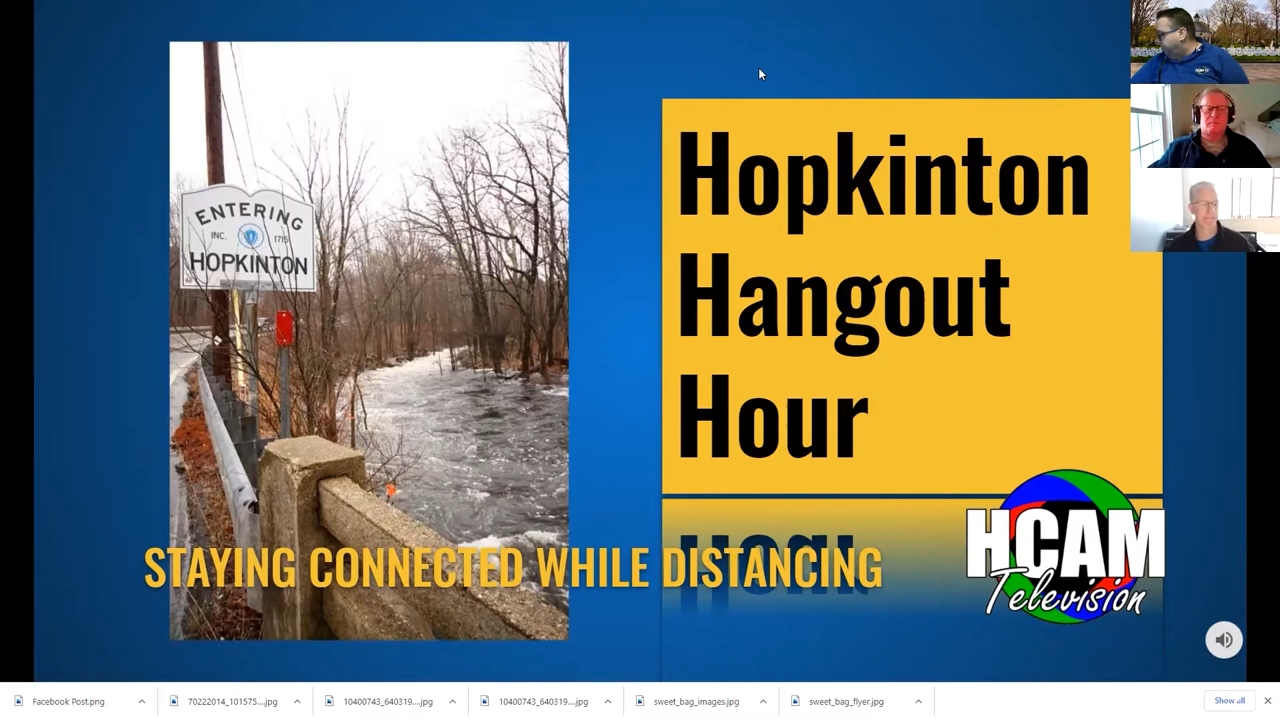 ENTERING
INC. 1715
HOPKINTON
Hopkinton
Hangout
Hour
STAYING CONNECTED WHILE DISTANCING
HCAM
Television
Facebook Post.png
70222014_101575....jpg
10400743_640319....jpg
10400743_640319....jpg
sweet_bag_images.jpg
sweet_bag_flyer.jpg
Show all